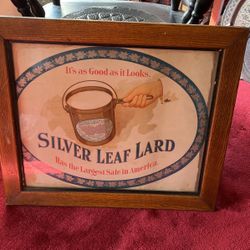 It's as Good as it Looks.
SILVER LEAF LARD
Has the Largest Sale in America.